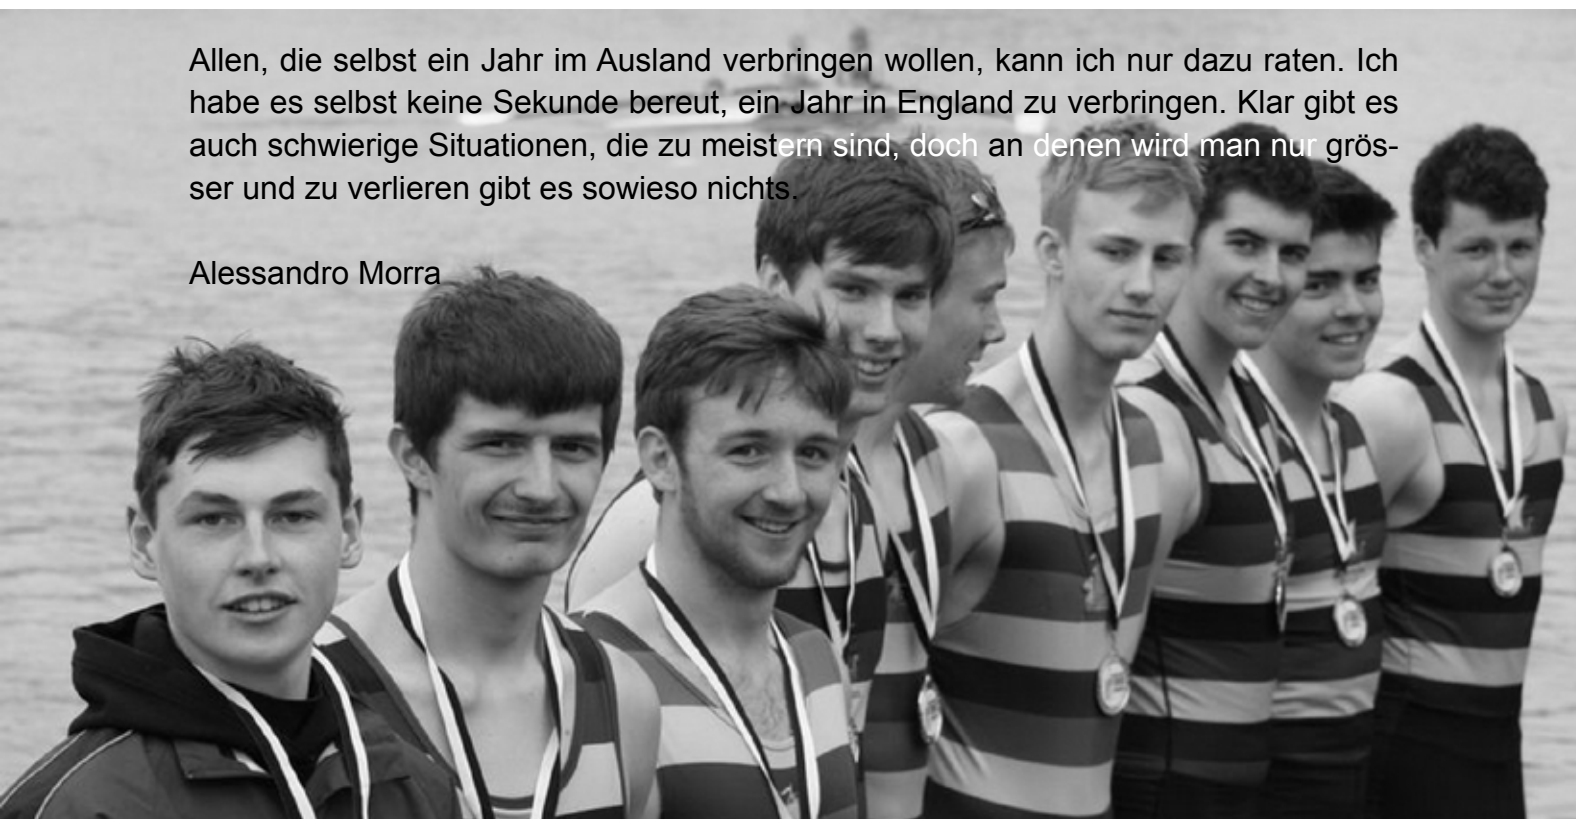 Allen, die selbst ein Jahr im Ausland verbringen wollen, kann ich nur dazu raten. Ich
habe es selbst keine Sekunde bereut, ein Jahr in England zu verbringen. Klar gibt es
auch schwierige Situationen, die zu meistern sind, doch an denen wird man nur grös-
ser und zu verlieren gibt es sowieso nichts.
Alessandro Morra